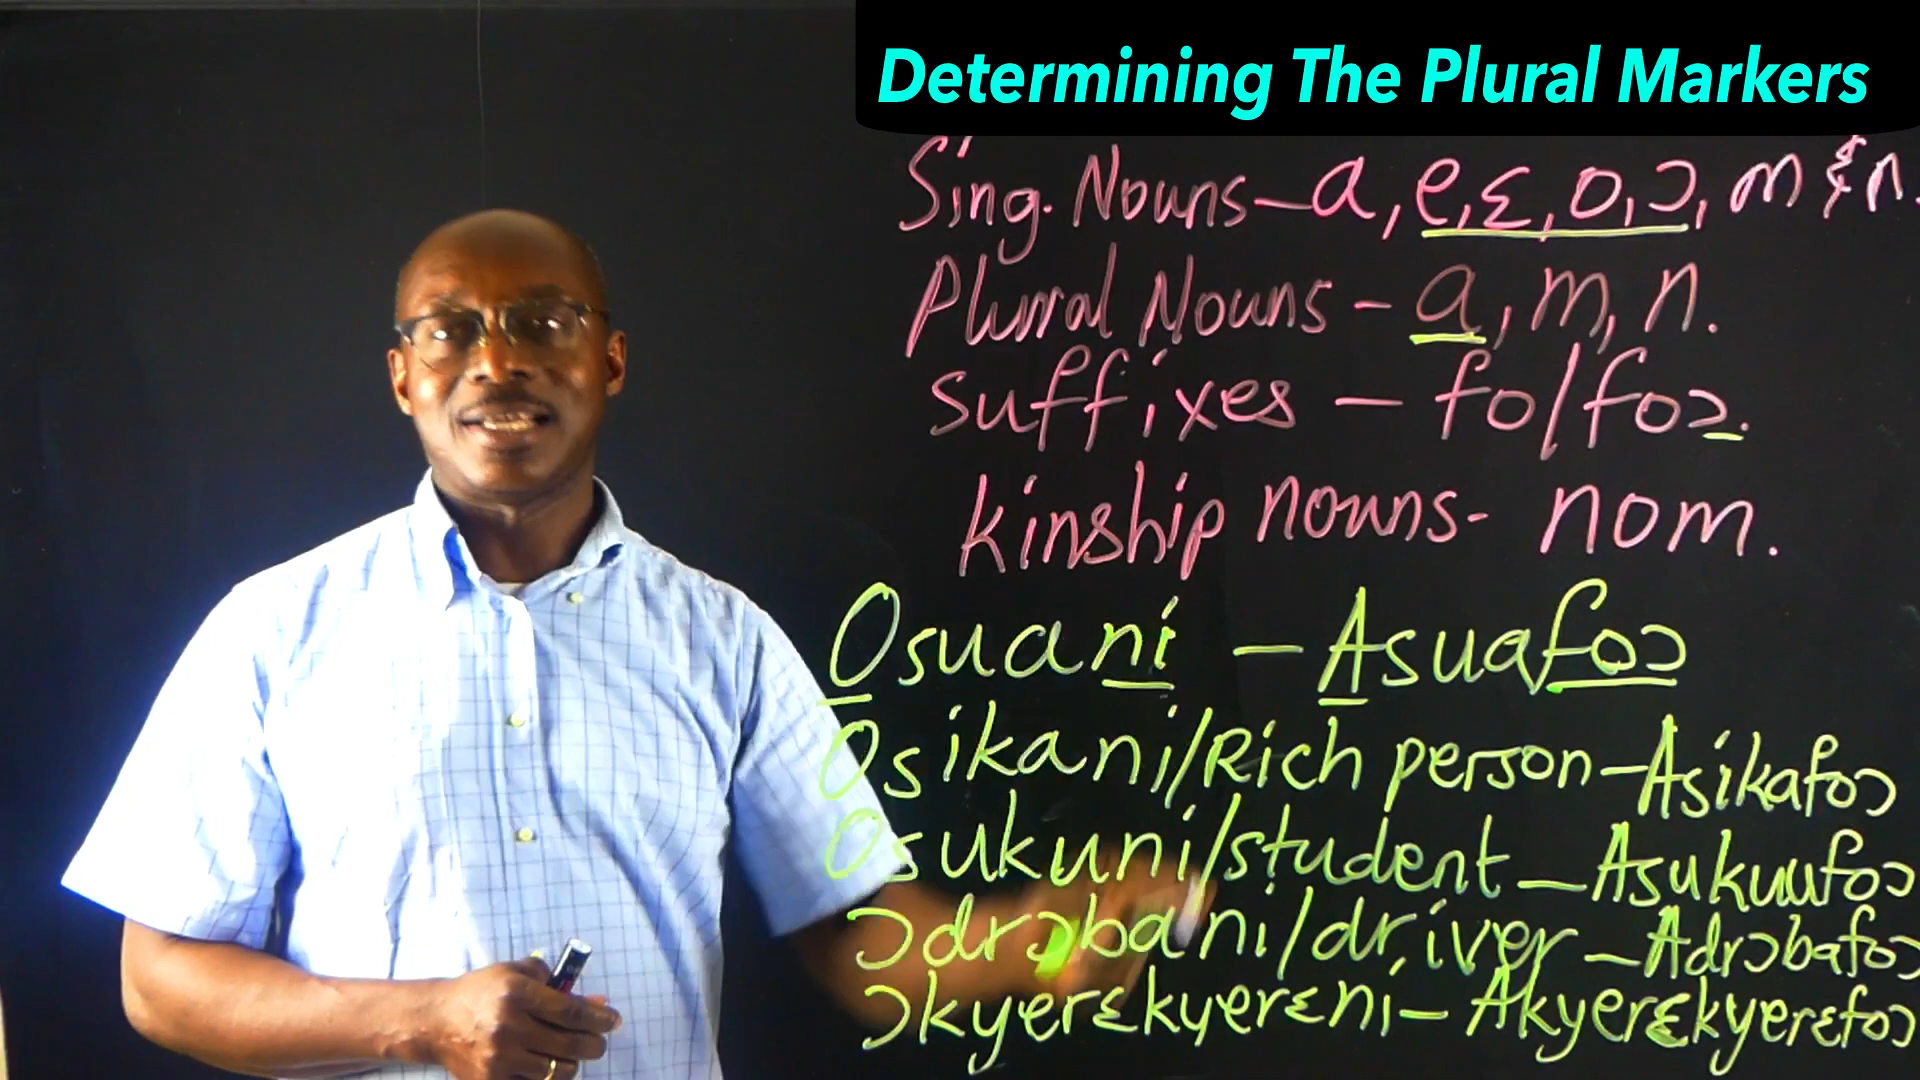 Determining The Plural Markers
Sing. Nouns - a, e, ɛ, o, ɔ, m & n.
Plural Nouns - a, m, n.
Suffixes - fo/foɔ.
Kinship nouns - nom.
Osuani - Asuafoɔ
Osikani/Rich person - Asikafoɔ
Osukuni/student - Asukuufoɔ
Ɔdrɔbani/driver - Adrɔbafoɔ
Ɔkyerɛkyerɛni - Akyerɛkyerɛfoɔ